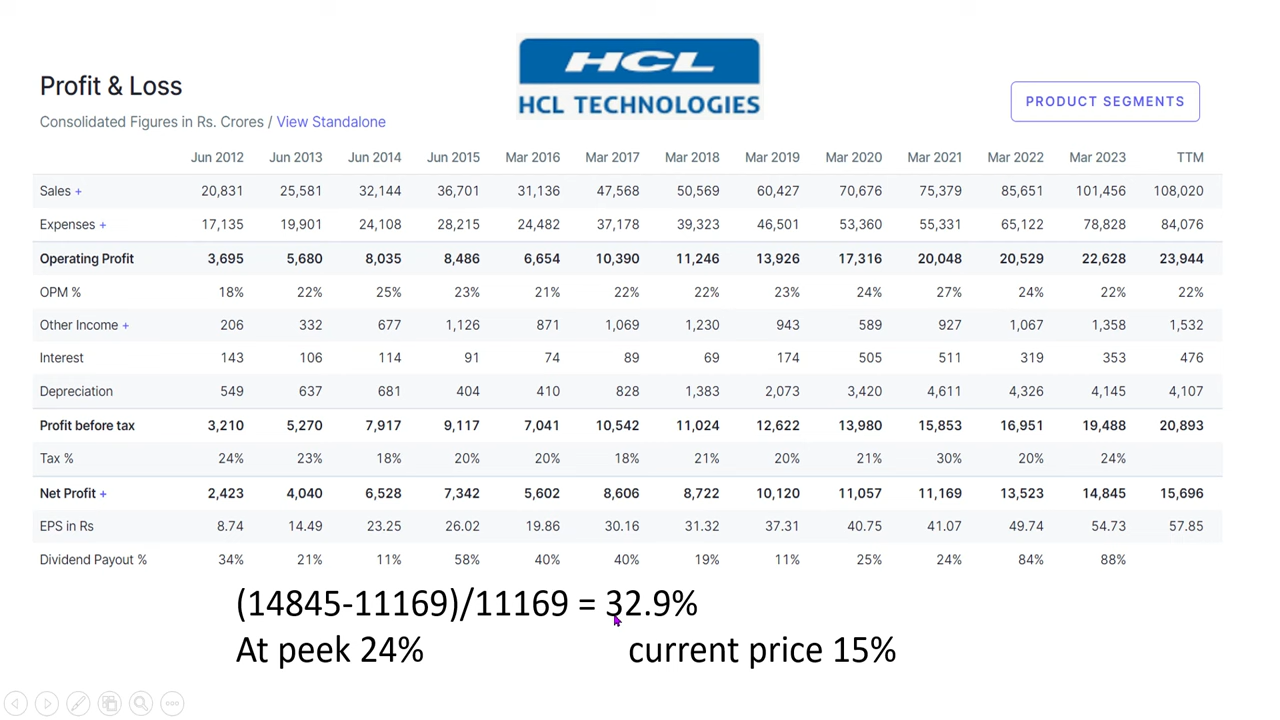 HCL
HCL TECHNOLOGIES
Profit & Loss
PRODUCT SEGMENTS
Consolidated Figures in Rs. Crores / View Standalone
Jun 2012 Jun 2013 Jun 2014 Jun 2015 Mar 2016 Mar 2017 Mar 2018 Mar 2019 Mar 2020 Mar 2021 Mar 2022 Mar 2023 TTM
Sales + 20,831 25,581 32,144 36,701 31,136 47,568 50,569 60,427 70,676 75,379 85,651 101,456 108,020
Expenses + 17,135 19,901 24,108 28,215 24,482 37,178 39,323 46,501 53,360 55,331 65,122 78,828 84,076
Operating Profit 3,695 5,680 8,035 8,486 6,654 10,390 11,246 13,926 17,316 20,048 20,529 22,628 23,944
OPM % 18% 22% 25% 23% 21% 22% 22% 23% 24% 27% 24% 22% 22%
Other Income + 206 332 677 1,126 871 1,069 1,230 943 589 927 1,067 1,358 1,532
Interest 143 106 114 91 74 89 69 174 505 511 319 353 476
Depreciation 549 637 681 404 410 828 1,383 2,073 3,420 4,611 4,326 4,145 4,107
Profit before tax 3,210 5,270 7,917 9,117 7,041 10,542 11,024 12,622 13,980 15,853 16,951 19,488 20,893
Tax % 24% 23% 18% 20% 20% 18% 21% 20% 21% 30% 20% 24%
Net Profit + 2,423 4,040 6,528 7,342 5,602 8,606 8,722 10,120 11,057 11,169 13,523 14,845 15,696
EPS in Rs 8.74 14.49 23.25 26.02 19.86 30.16 31.32 37.31 40.75 41.07 49.74 54.73 57.85
Dividend Payout % 34% 21% 11% 58% 40% 40% 19% 11% 25% 24% 84% 88%
(14845-11169)/11169 = 32.9%
At peek 24% current price 15%